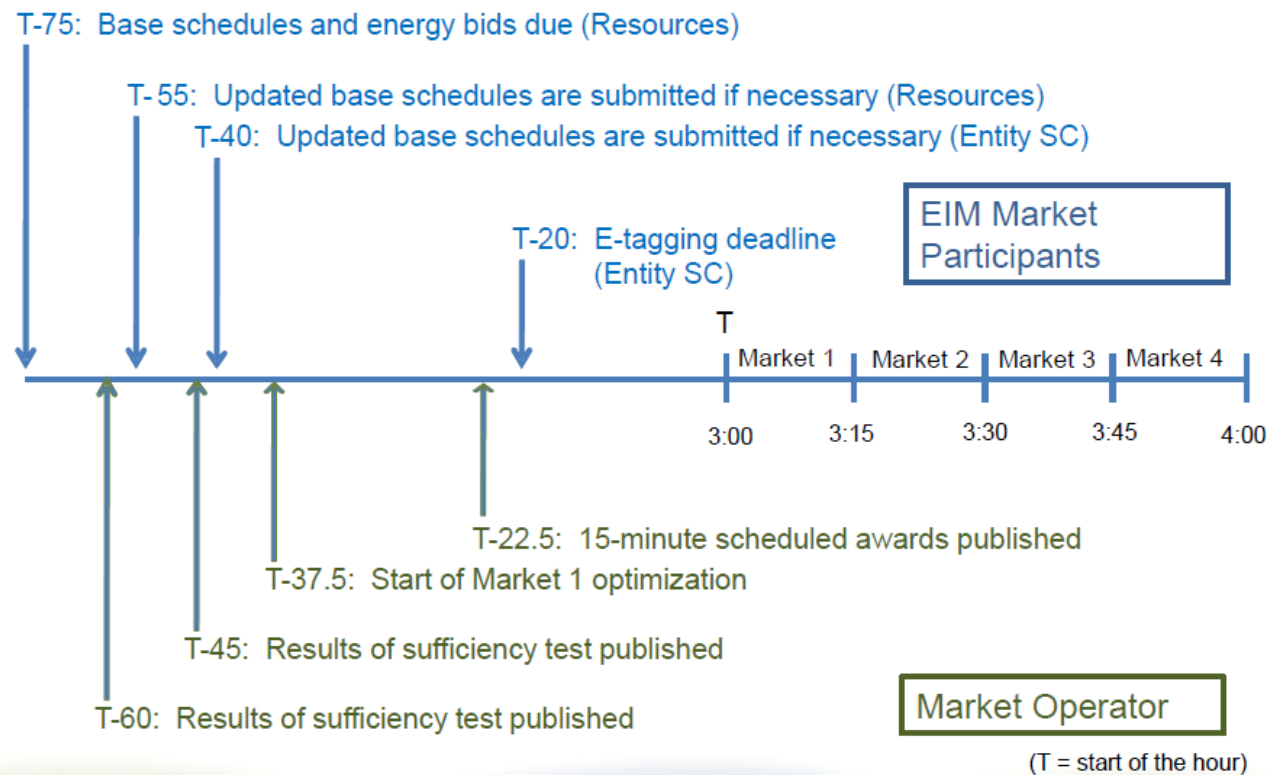 T-75: Base schedules and energy bids due (Resources)
T-55: Updated base schedules are submitted if necessary (Resources)
T-40: Updated base schedules are submitted if necessary (Entity SC)
EIM Market
Participants
T-20: E-tagging deadline
(Entity SC)
T
Market 1 Market 2 Market 3 Market 4
3:00 3:15 3:30 3:45 4:00
T-22.5: 15-minute scheduled awards published
T-37.5: Start of Market 1 optimization
T-45: Results of sufficiency test published
Market Operator
T-60: Results of sufficiency test published
(T = start of the hour)